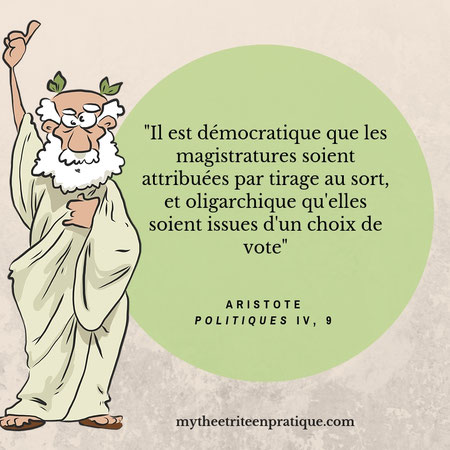 "Il est démocratique que les
magistratures soient
attribuées par tirage au sort,
et oligarchique qu'elles
soient issues d'un choix de
vote"
ARISTOTE
POLITIQUES IV, 9
mytheetriteenpratique.com